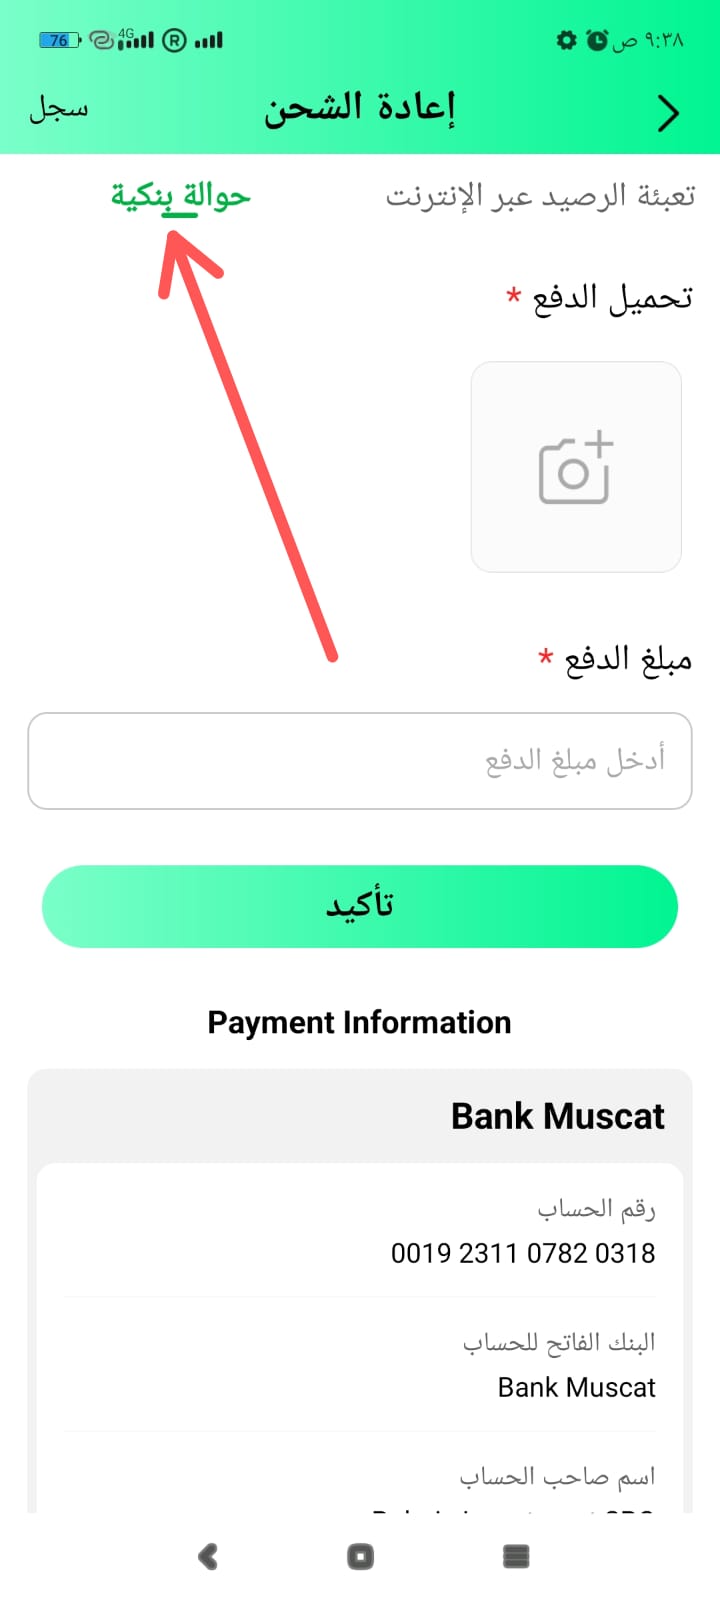 76 4G R ٩:٣٨ ص
إعادة الشحن
سجل
تعبئة الرصيد عبر الإنترنت
حوالة بنكية
تحميل الدفع *
مبلغ الدفع *
أدخل مبلغ الدفع
تأكيد
Payment Information
Bank Muscat
رقم الحساب
0019 2311 0782 0318
البنك الفاتح للحساب
Bank Muscat
اسم صاحب الحساب